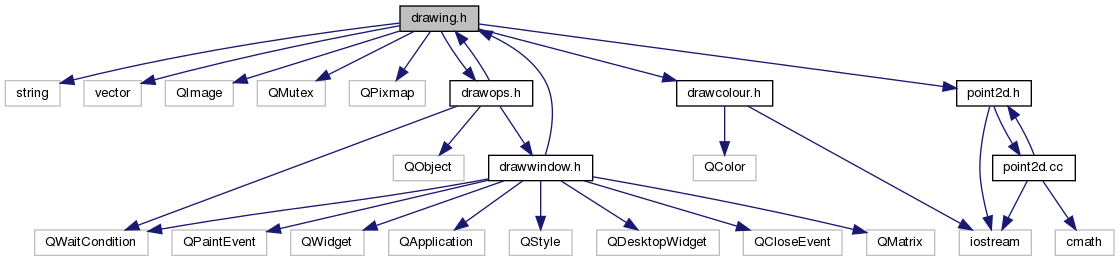 drawing.h
string
vector
QImage
QMutex
QPixmap
drawops.h
drawcolour.h
point2d.h
QObject
drawwindow.h
QColor
point2d.cc
QWaitCondition
QPaintEvent
QWidget
QApplication
QStyle
QDesktopWidget
QCloseEvent
QMatrix
iostream
cmath